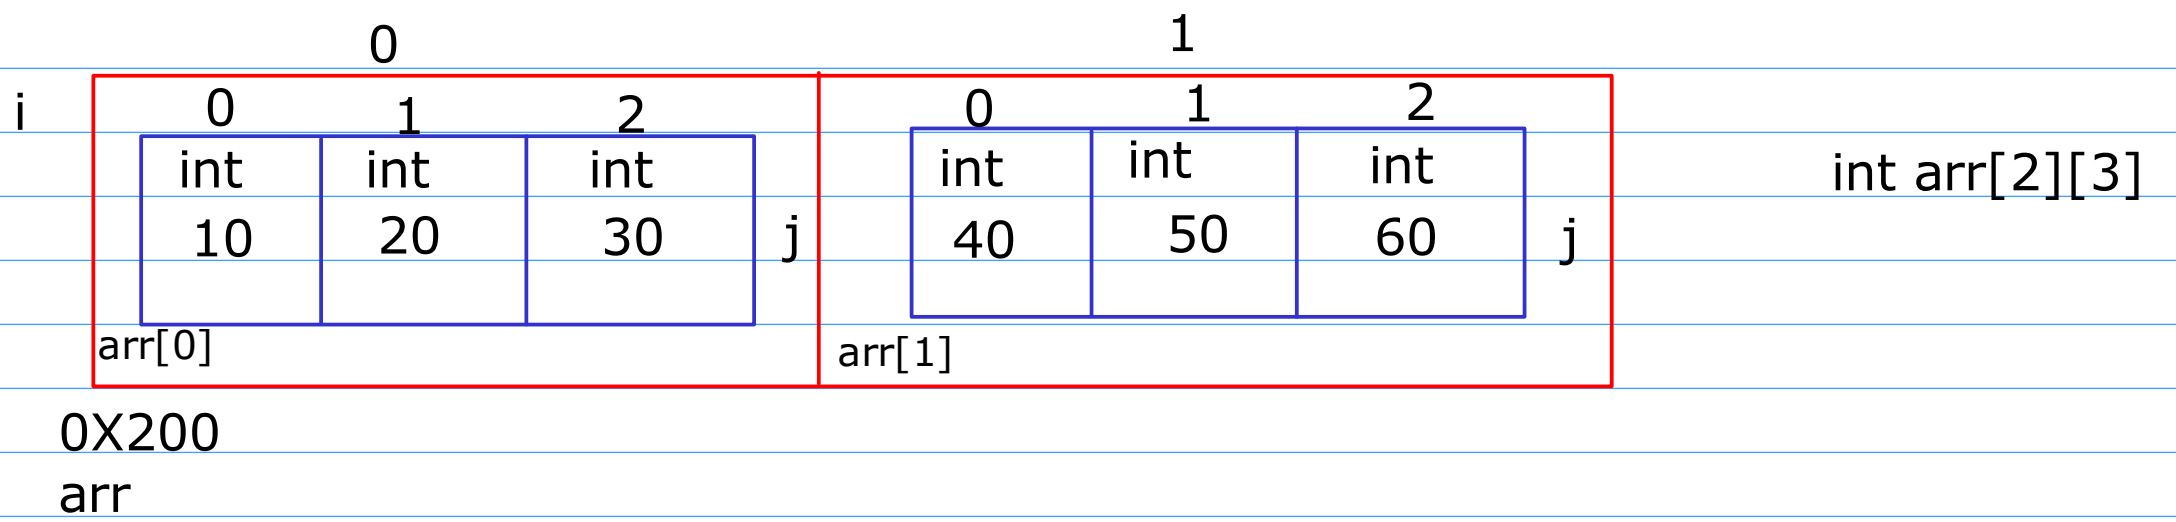 0 1
i 0 1 2 0 1 2
int int int int int int int arr[2][3]
10 20 30 j 40 50 60 j
arr[0] arr[1]
0X200
arr